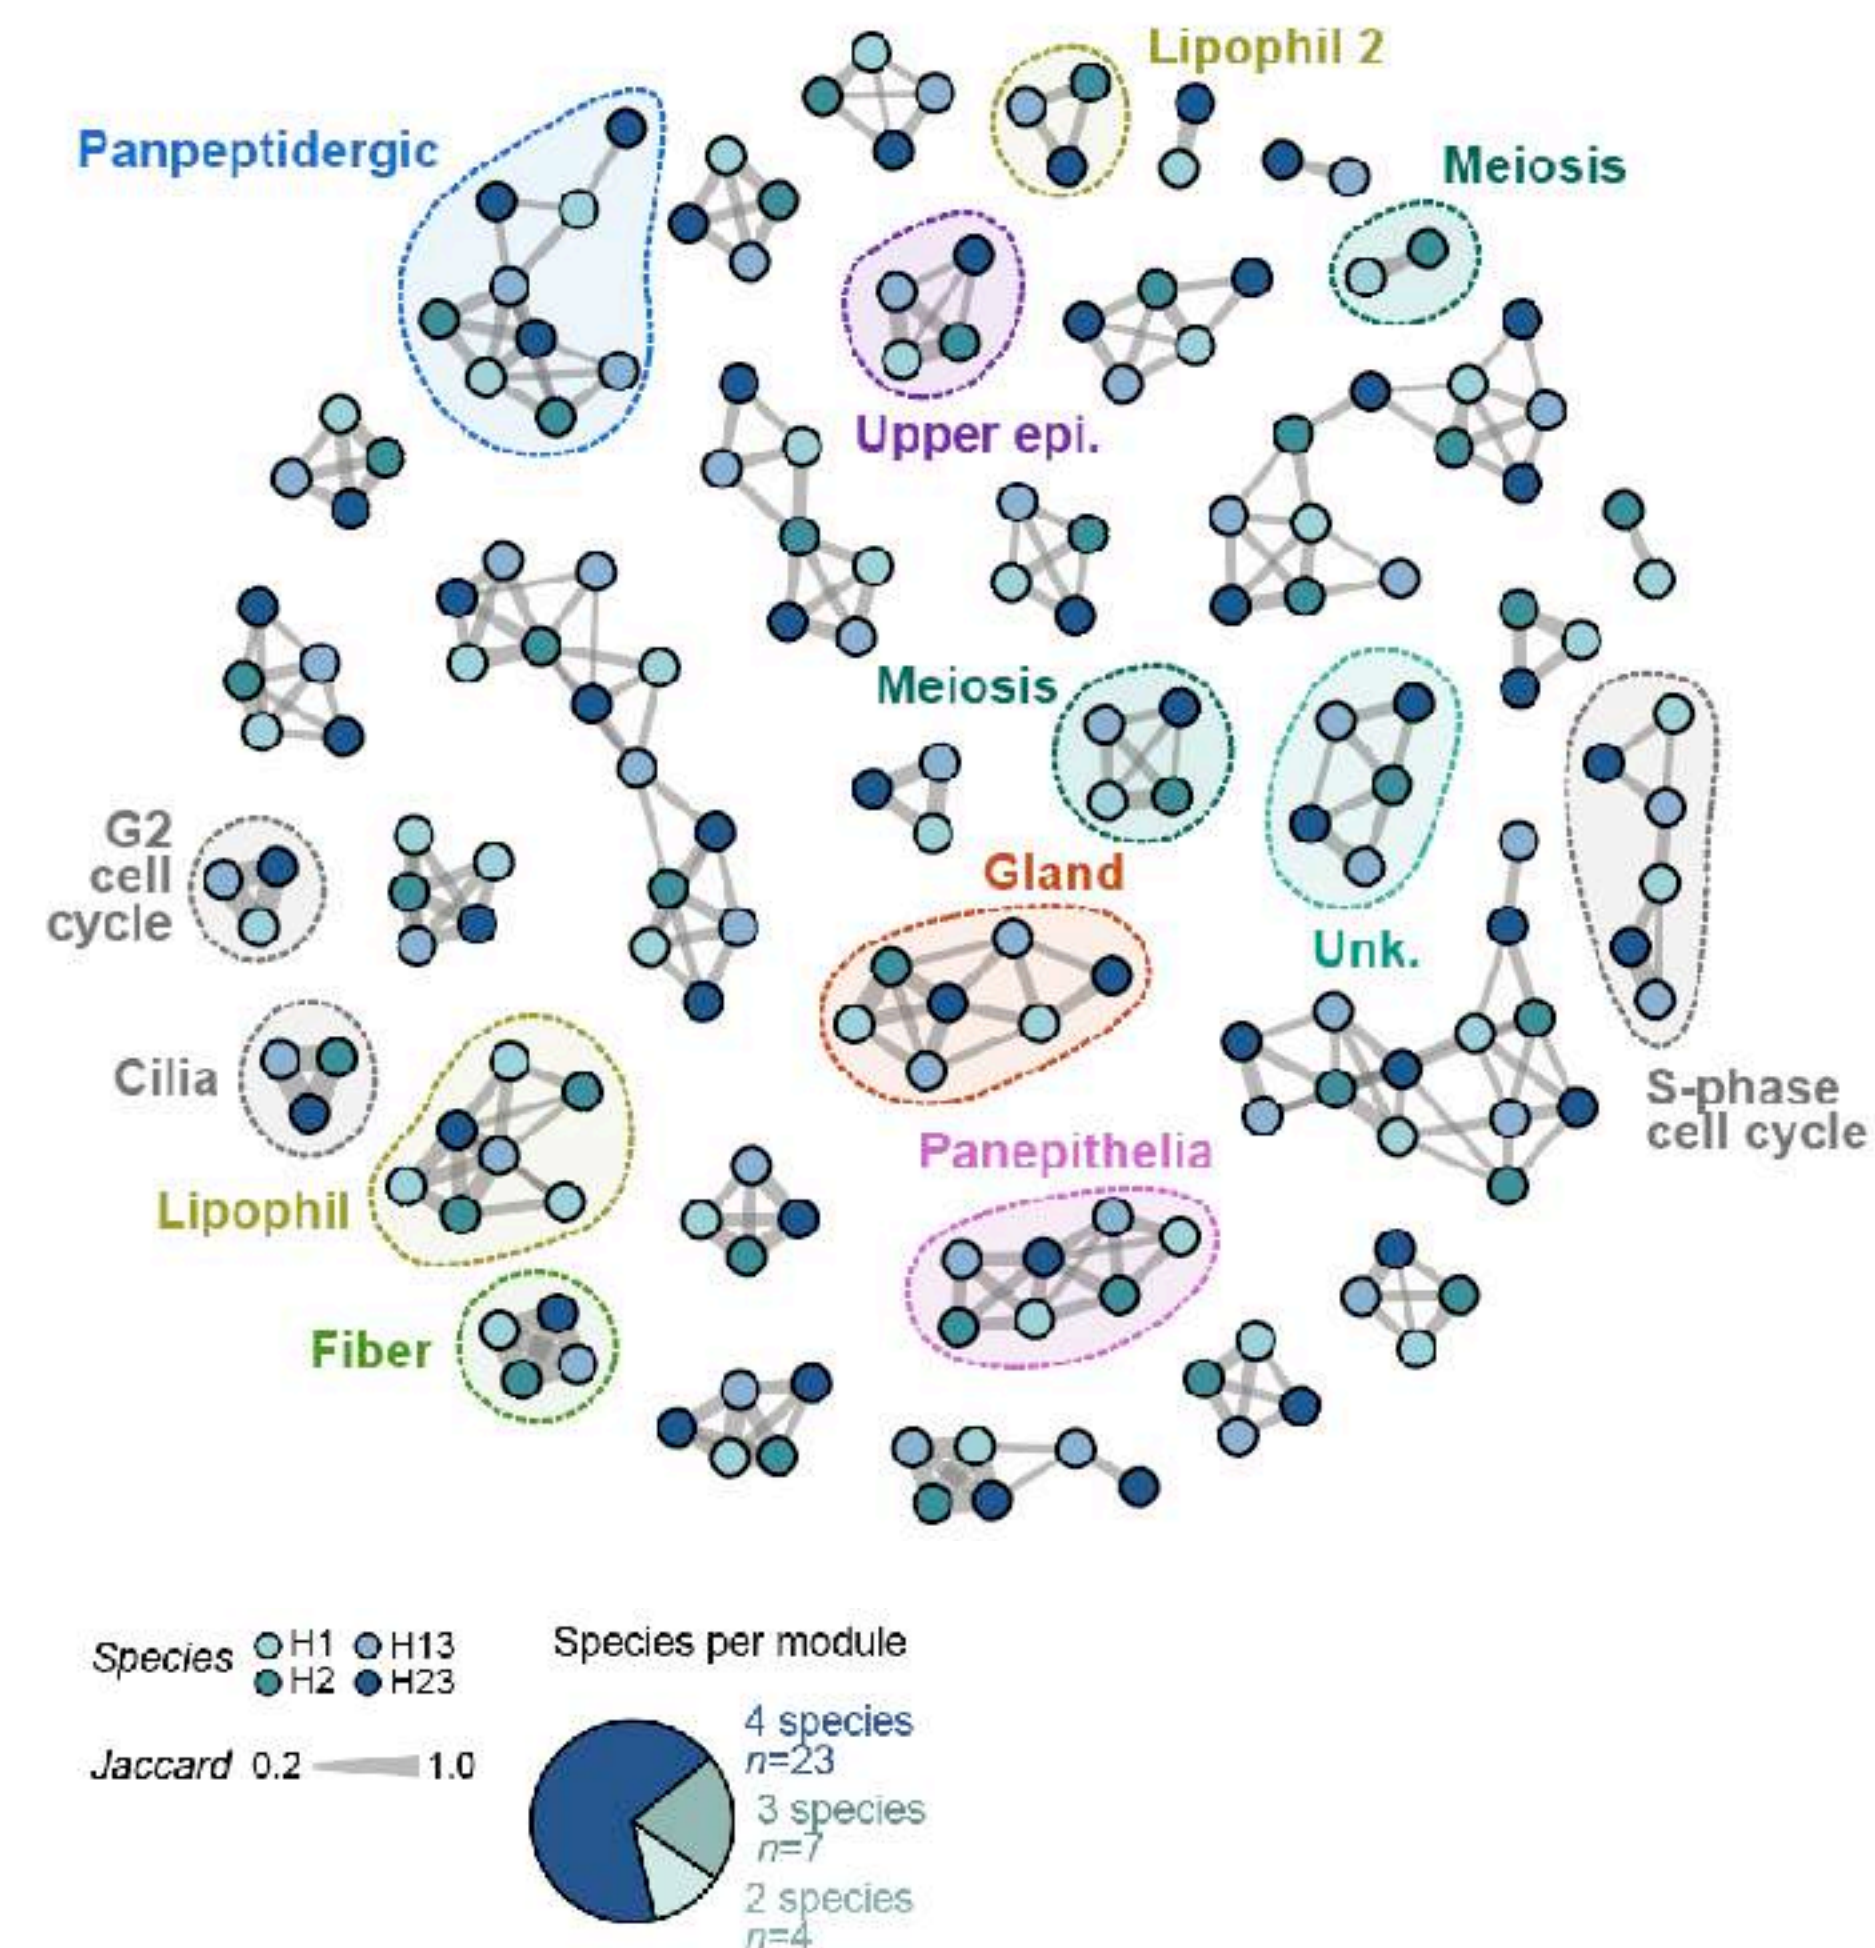 Lipophil 2
Panpeptidergic
Meiosis
Upper epi.
Meiosis
G2
cell
cycle
Gland
Unk.
Cilia
S-phase
cell cycle
Panepithelia
Lipophil
Fiber
Species
H1
H13
H2
H23
Species per module
4 species
n=23
Jaccard 0.2 1.0
3 species
n=7
2 species
n=4